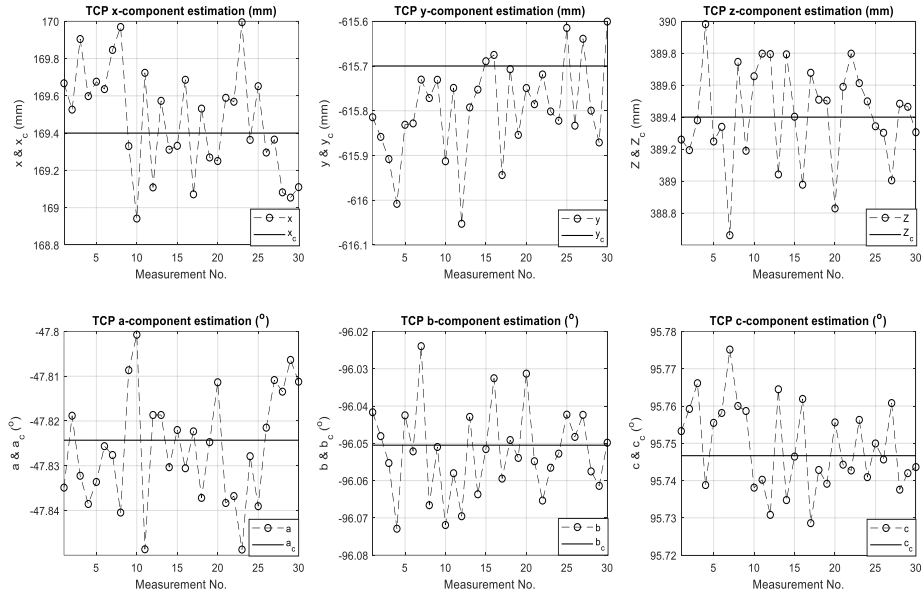 TCP x-component estimation (mm)
170
169.8
169.6
169.4
169.2
169
168.8
x & x_c (mm)
5 10 15 20 25 30
Measurement No.
x
x_c
TCP y-component estimation (mm)
-615.6
-615.7
-615.8
-615.9
-616
-616.1
y & y_c (mm)
5 10 15 20 25 30
Measurement No.
y
y_c
TCP z-component estimation (mm)
390
389.8
389.6
389.4
389.2
389
388.8
Z & Z_c (mm)
5 10 15 20 25 30
Measurement No.
Z
Z_c
TCP a-component estimation (°)
-47.8
-47.81
-47.82
-47.83
-47.84
a & a_c (°)
5 10 15 20 25 30
Measurement No.
a
a_c
TCP b-component estimation (°)
-96.02
-96.03
-96.04
-96.05
-96.06
-96.07
-96.08
b & b_c (°)
5 10 15 20 25 30
Measurement No.
b
b_c
TCP c-component estimation (°)
95.78
95.77
95.76
95.75
95.74
95.73
95.72
c & c_c (°)
5 10 15 20 25 30
Measurement No.
c
c_c